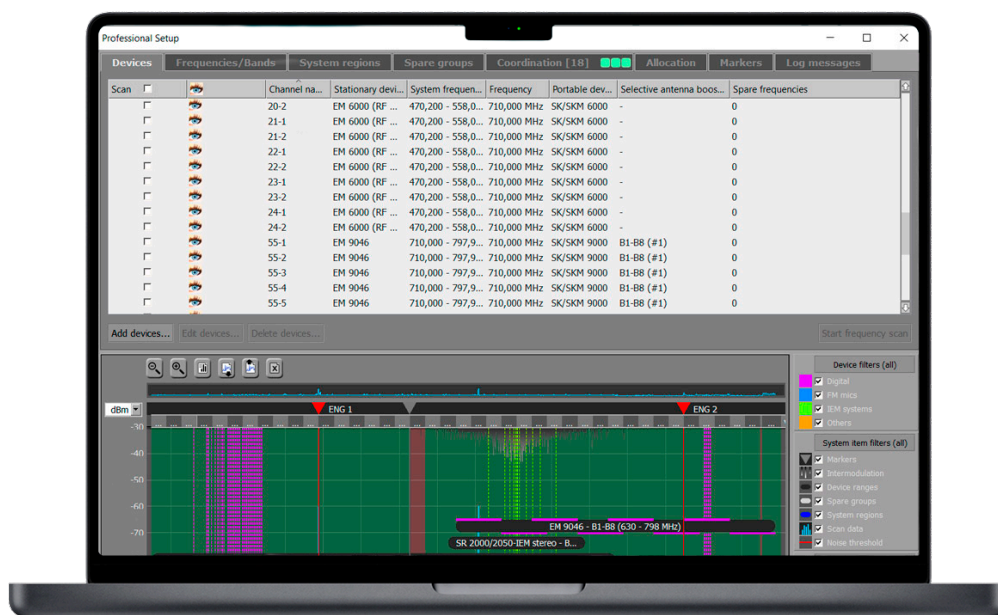 Professional Setup
Devices Frequencies/Bands System regions Spare groups Coordination [18] Allocation Markers Log messages
Scan Channel na... Stationary devi... System frequen... Frequency Portable dev... Selective antenna boos... Spare frequencies
20-2 EM 6000 (RF ... 470,200 - 558,0... 710,000 MHz SK/SKM 6000 - 0
21-1 EM 6000 (RF ... 470,200 - 558,0... 710,000 MHz SK/SKM 6000 - 0
21-2 EM 6000 (RF ... 470,200 - 558,0... 710,000 MHz SK/SKM 6000 - 0
22-1 EM 6000 (RF ... 470,200 - 558,0... 710,000 MHz SK/SKM 6000 - 0
22-2 EM 6000 (RF ... 470,200 - 558,0... 710,000 MHz SK/SKM 6000 - 0
23-1 EM 6000 (RF ... 470,200 - 558,0... 710,000 MHz SK/SKM 6000 - 0
23-2 EM 6000 (RF ... 470,200 - 558,0... 710,000 MHz SK/SKM 6000 - 0
24-1 EM 6000 (RF ... 470,200 - 558,0... 710,000 MHz SK/SKM 6000 - 0
24-2 EM 6000 (RF ... 470,200 - 558,0... 710,000 MHz SK/SKM 6000 - 0
55-1 EM 9046 710,000 - 797,9... 710,000 MHz SK/SKM 9000 B1-B8 (#1) 0
55-2 EM 9046 710,000 - 797,9... 710,000 MHz SK/SKM 9000 B1-B8 (#1) 0
55-3 EM 9046 710,000 - 797,9... 710,000 MHz SK/SKM 9000 B1-B8 (#1) 0
55-4 EM 9046 710,000 - 797,9... 710,000 MHz SK/SKM 9000 B1-B8 (#1) 0
55-5 EM 9046 710,000 - 797,9... 710,000 MHz SK/SKM 9000 B1-B8 (#1) 0
Add devices... Edit devices... Delete devices... Start frequency scan
Device filters (all)
Digital
FM mics
IEM systems
Others
System item filters (all)
Markers
Intermodulation
Device ranges
Spare groups
System regions
Scan data
Noise threshold
dBm ENG 1 ENG 2
-30
-40
-50
-60
-70
EM 9046 - B1-B8 (630 - 798 MHz)
SR 2000/2050-IEM stereo - B...